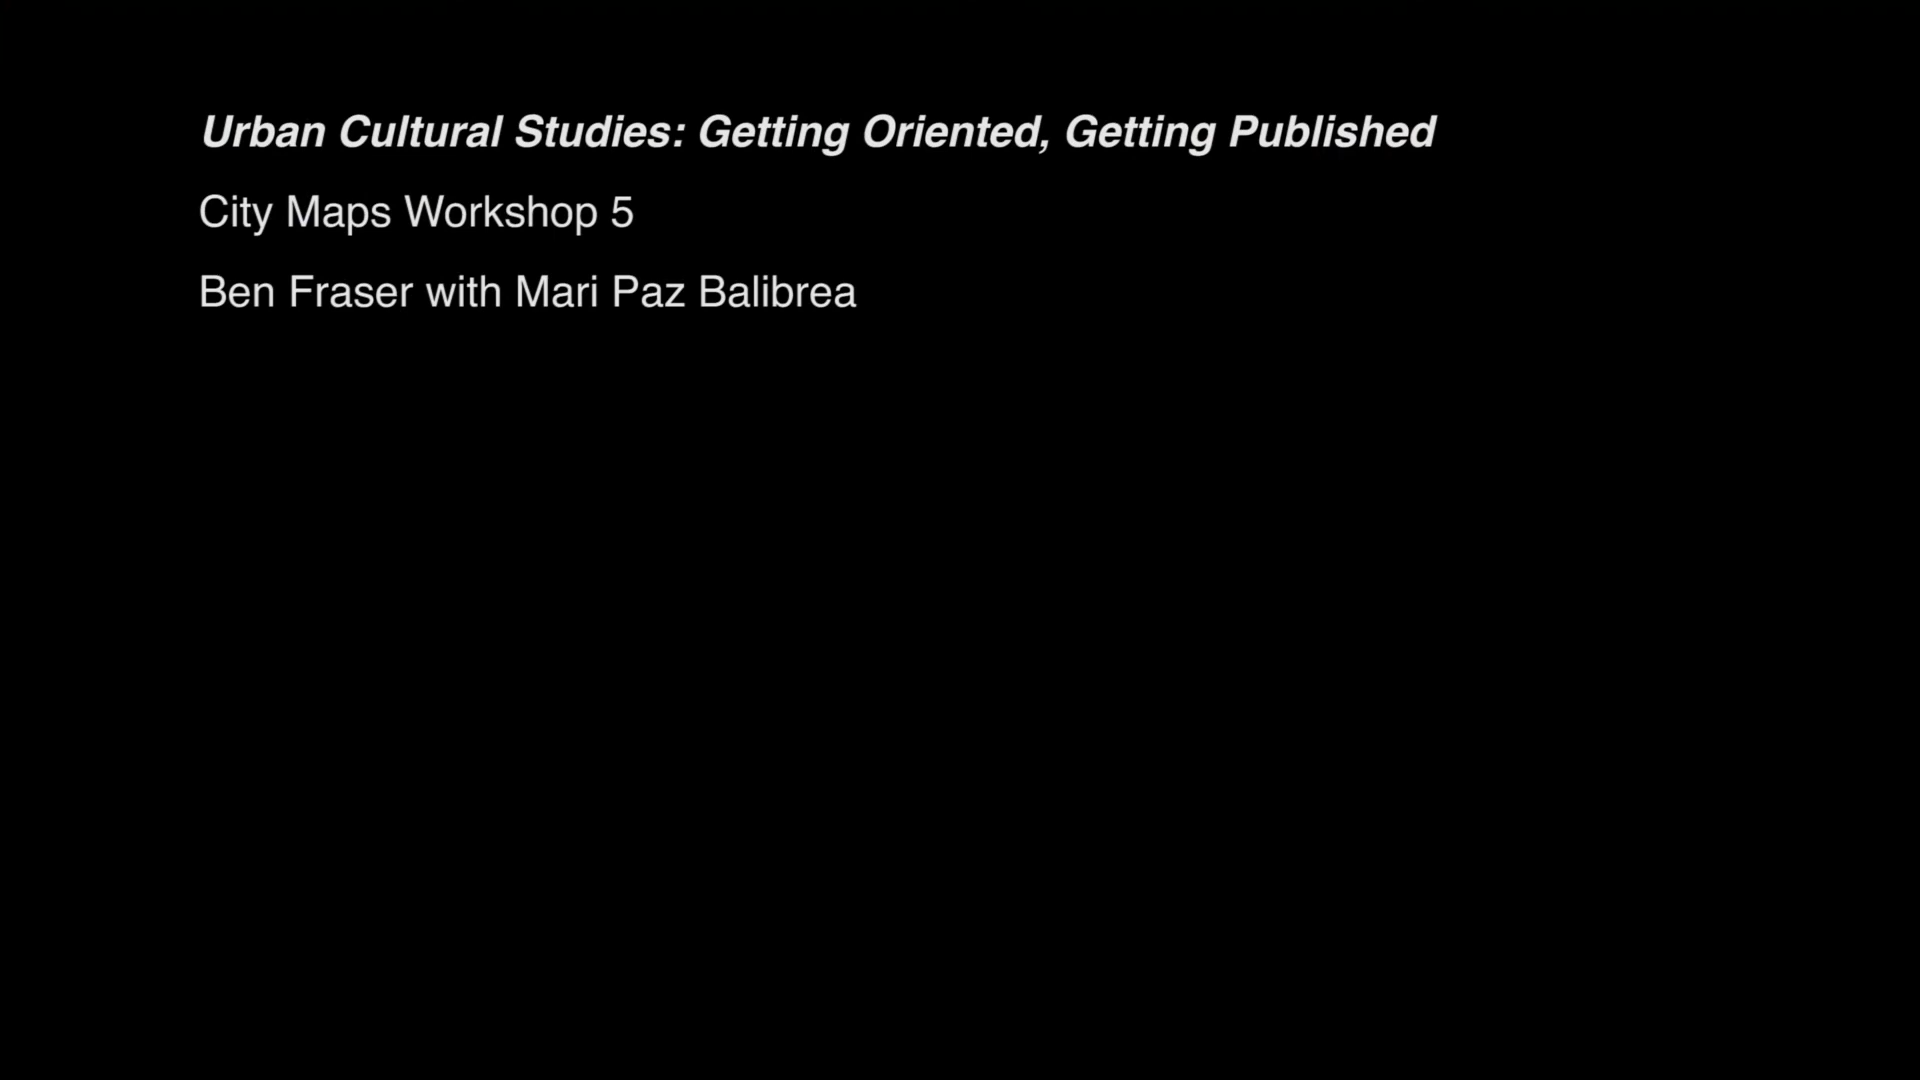 Urban Cultural Studies: Getting Oriented, Getting Published
City Maps Workshop 5
Ben Fraser with Mari Paz Balibrea